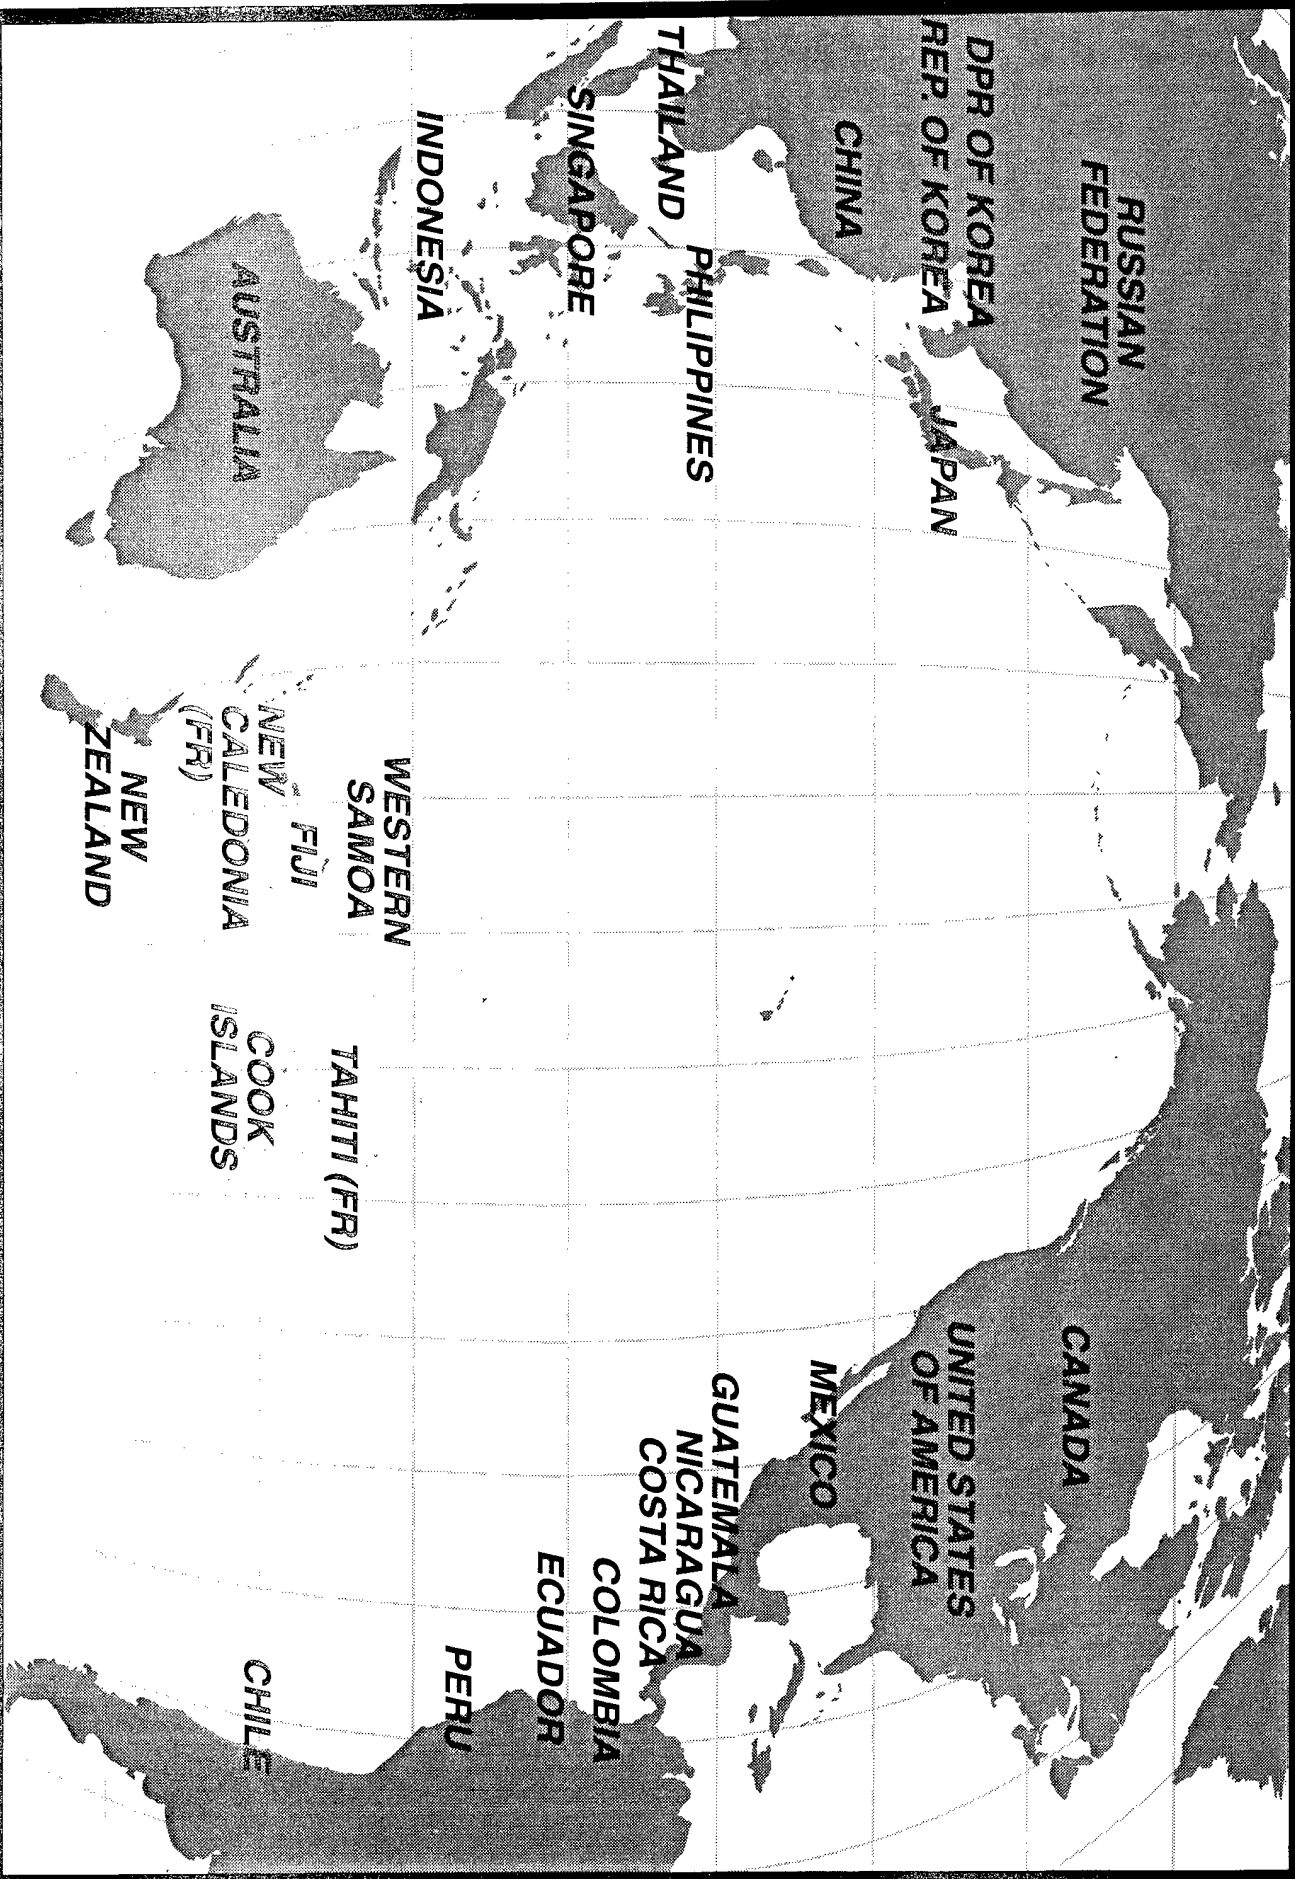 RUSSIAN
FEDERATION
DPR OF KOREA
REP. OF KOREA
JAPAN
CHINA
THAILAND
PHILIPPINES
SINGAPORE
INDONESIA
AUSTRALIA
WESTERN
SAMOA
FIJI
NEW
CALEDONIA
(FR)
NEW
ZEALAND
TAHITI (FR)
COOK
ISLANDS
CANADA
UNITED STATES
OF AMERICA
MEXICO
GUATEMALA
NICARAGUA
COSTA RICA
COLOMBIA
ECUADOR
PERU
CHILE